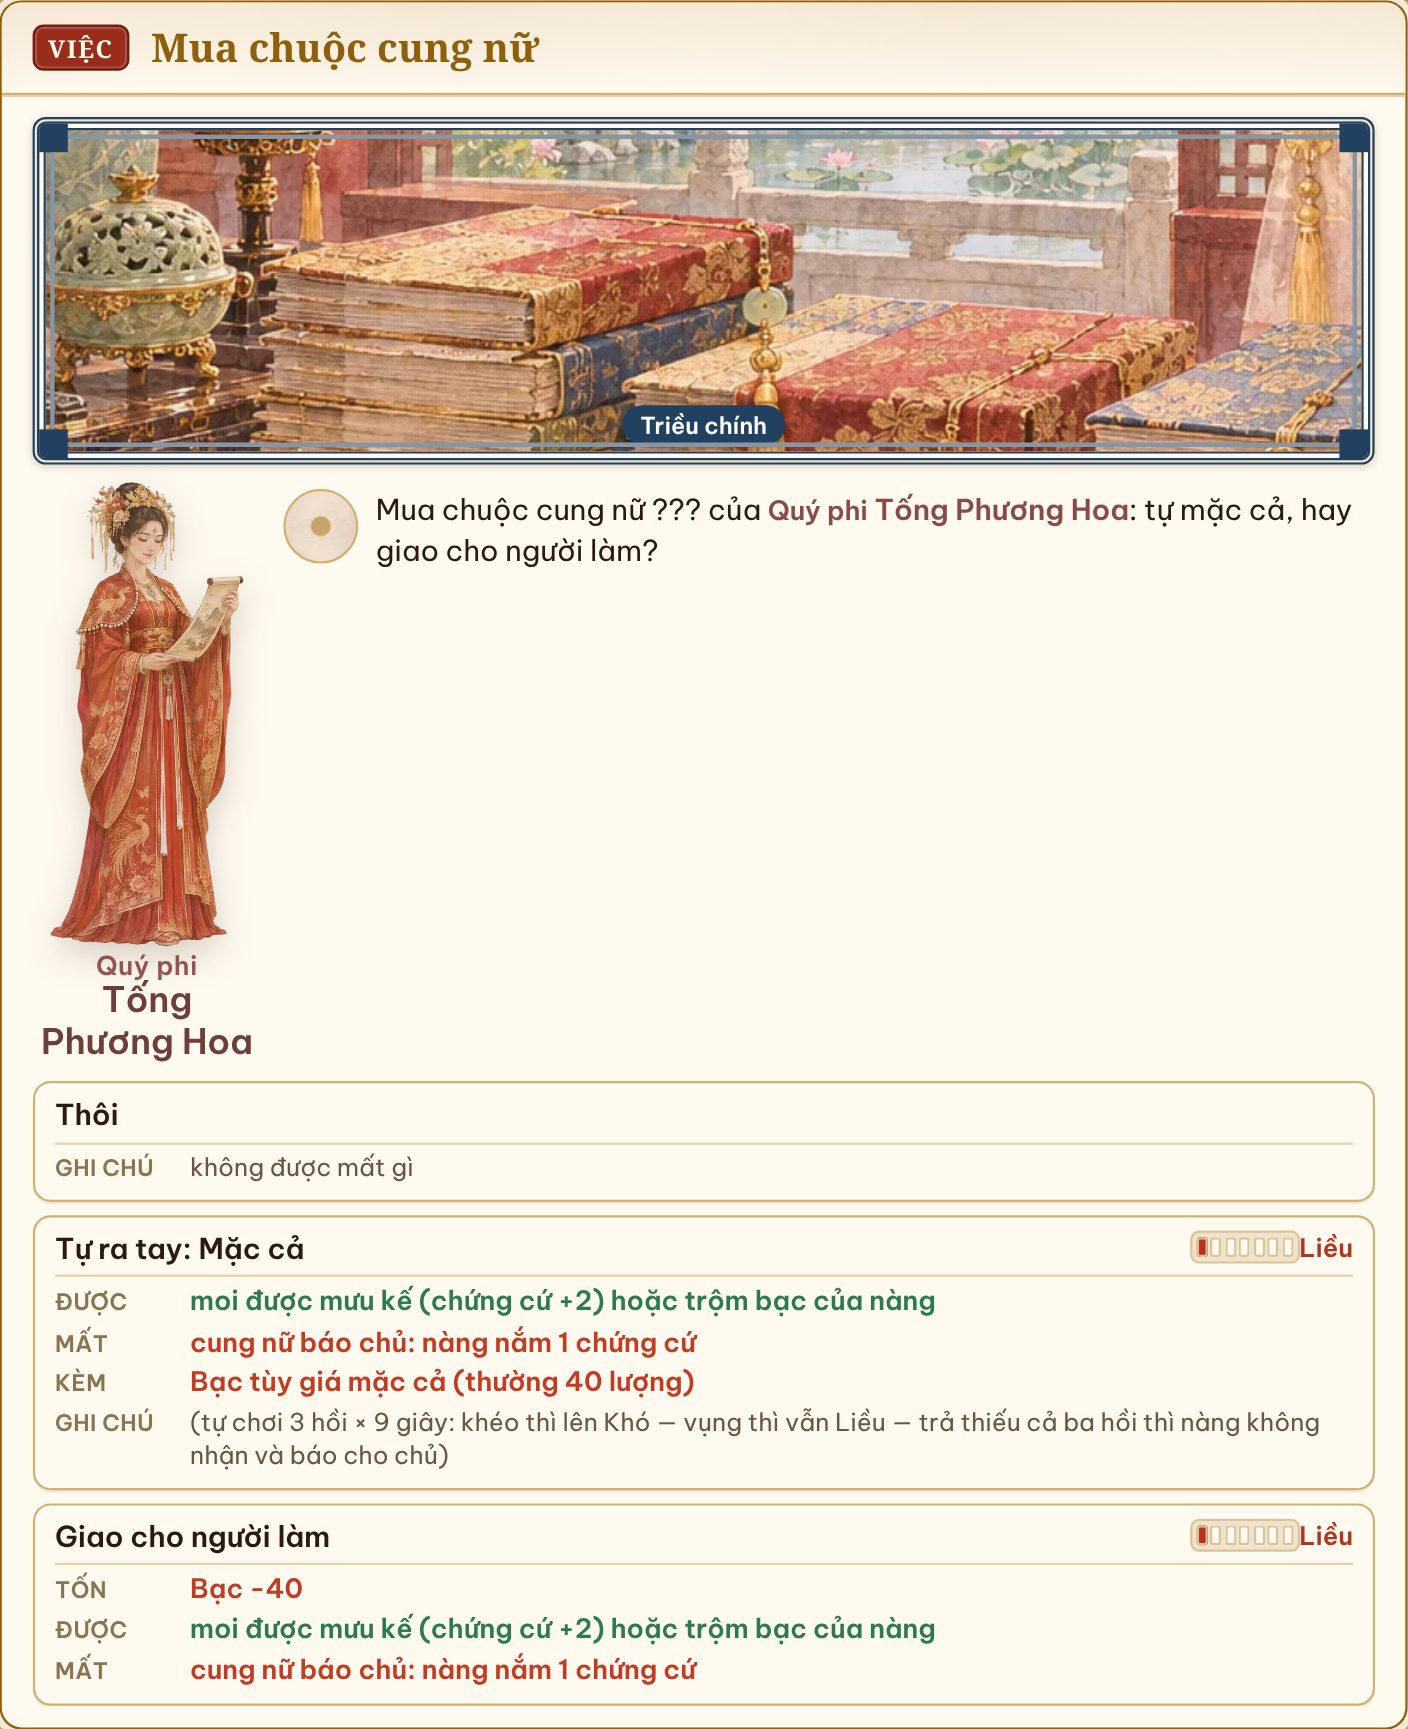 VIỆC Mua chuộc cung nữ
Triều chính
Mua chuộc cung nữ ??? của Quý phi Tống Phương Hoa: tự mặc cả, hay
giao cho người làm?
Quý phi
Tống
Phương Hoa
Thôi
GHI CHÚ không được mất gì
Tự ra tay: Mặc cả Liều
ĐƯỢC moi được mưu kế (chứng cứ +2) hoặc trộm bạc của nàng
MẤT cung nữ báo chủ: nàng nắm 1 chứng cứ
KÈM Bạc tùy giá mặc cả (thường 40 lượng)
GHI CHÚ (tự chơi 3 hồi × 9 giây: khéo thì lên Khó — vụng thì vẫn Liều — trả thiếu cả ba hồi thì nàng không
nhận và báo cho chủ)
Giao cho người làm Liều
TỐN Bạc -40
ĐƯỢC moi được mưu kế (chứng cứ +2) hoặc trộm bạc của nàng
MẤT cung nữ báo chủ: nàng nắm 1 chứng cứ